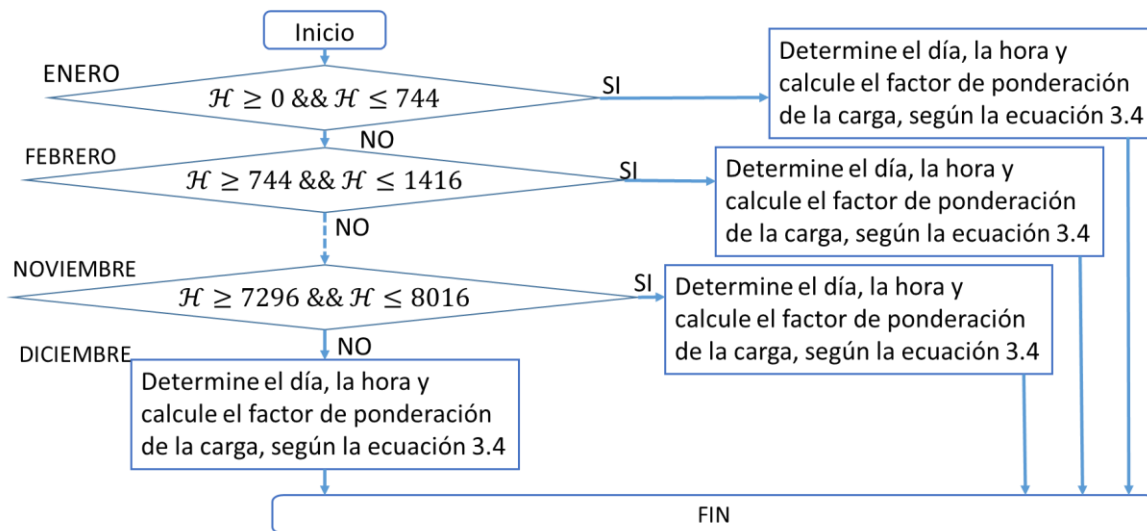 Inicio
ENERO
ℋ ≥ 0 && ℋ ≤ 744
SI
Determine el día, la hora y
calcule el factor de ponderación
de la carga, según la ecuación 3.4
NO
FEBRERO
ℋ ≥ 744 && ℋ ≤ 1416
SI
Determine el día, la hora y
calcule el factor de ponderación
de la carga, según la ecuación 3.4
NO
NOVIEMBRE
ℋ ≥ 7296 && ℋ ≤ 8016
SI
Determine el día, la hora y
calcule el factor de ponderación
de la carga, según la ecuación 3.4
NO
DICIEMBRE
Determine el día, la hora y
calcule el factor de ponderación
de la carga, según la ecuación 3.4
FIN